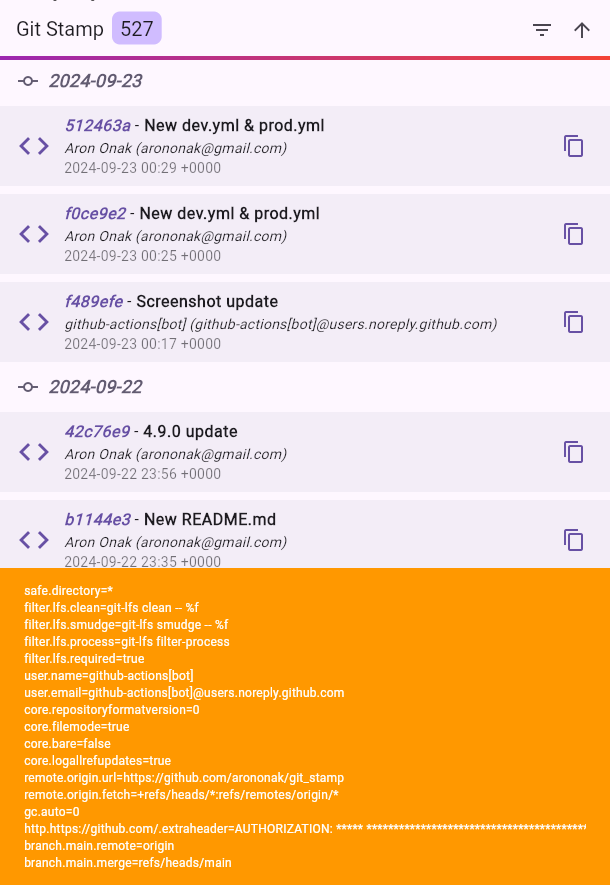 Git Stamp 527
2024-09-23
512463a - New dev.yml & prod.yml
Aron Onak (arononak@gmail.com)
2024-09-23 00:29 +0000
f0ce9e2 - New dev.yml & prod.yml
Aron Onak (arononak@gmail.com)
2024-09-23 00:25 +0000
f489efe - Screenshot update
github-actions[bot] (github-actions[bot]@users.noreply.github.com)
2024-09-23 00:17 +0000
2024-09-22
42c76e9 - 4.9.0 update
Aron Onak (arononak@gmail.com)
2024-09-22 23:56 +0000
b1144e3 - New README.md
Aron Onak (arononak@gmail.com)
2024-09-22 23:35 +0000
safe.directory=*
filter.lfs.clean=git-lfs clean -- %f
filter.lfs.smudge=git-lfs smudge -- %f
filter.lfs.process=git-lfs filter-process
filter.lfs.required=true
user.name=github-actions[bot]
user.email=github-actions[bot]@users.noreply.github.com
core.repositoryformatversion=0
core.filemode=true
core.bare=false
core.logallrefupdates=true
remote.origin.url=https://github.com/arononak/git_stamp
remote.origin.fetch=+refs/heads/*:refs/remotes/origin/*
gc.auto=0
http.https://github.com/.extraheader=AUTHORIZATION: ***** ****************************************
branch.main.remote=origin
branch.main.merge=refs/heads/main